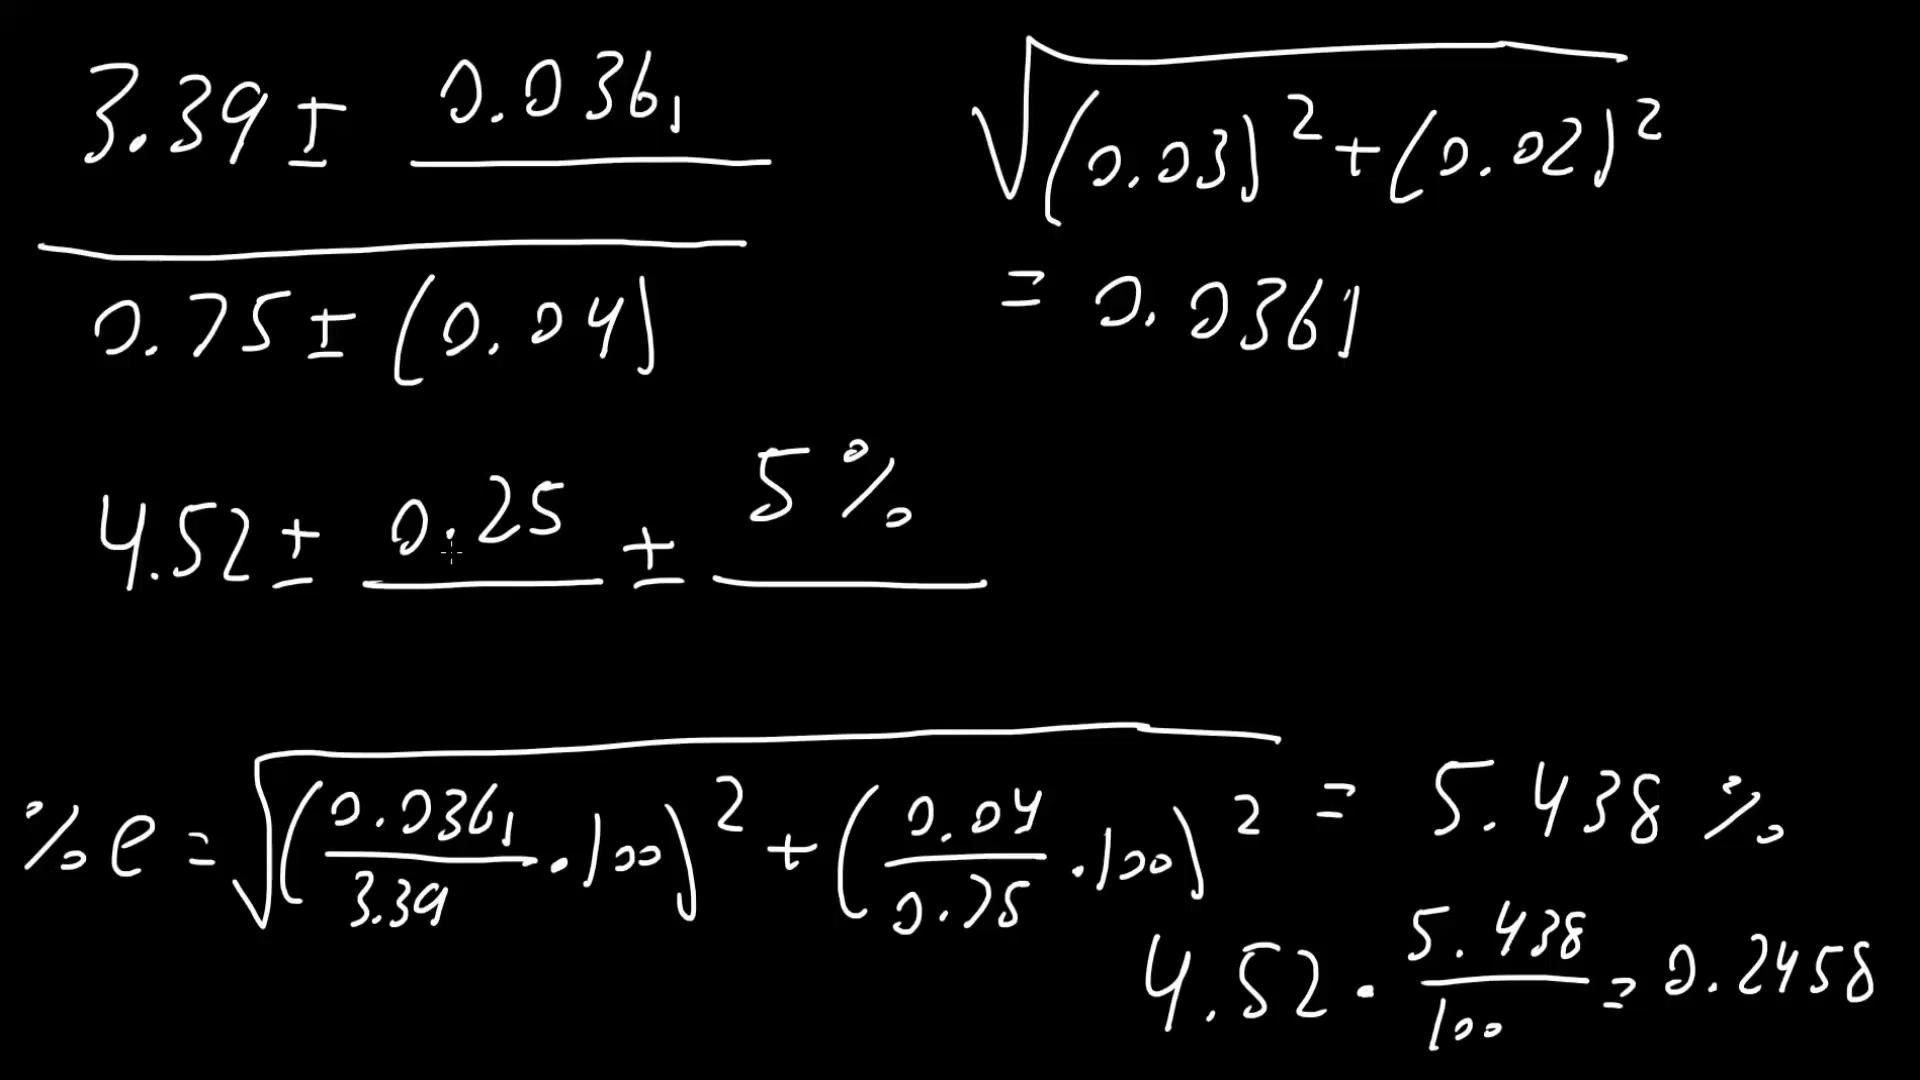 3.39 ± 0.036₁
0.75 ± (0.04)
√((0.03)² + (0.02)²)
= 0.0361
4.52 ± 0.25 ± 5%
%e = √((0.036₁/3.39 · 100)² + (0.04/0.75 · 100)²) = 5.438%
4.52 · 5.438/100 = 0.2458